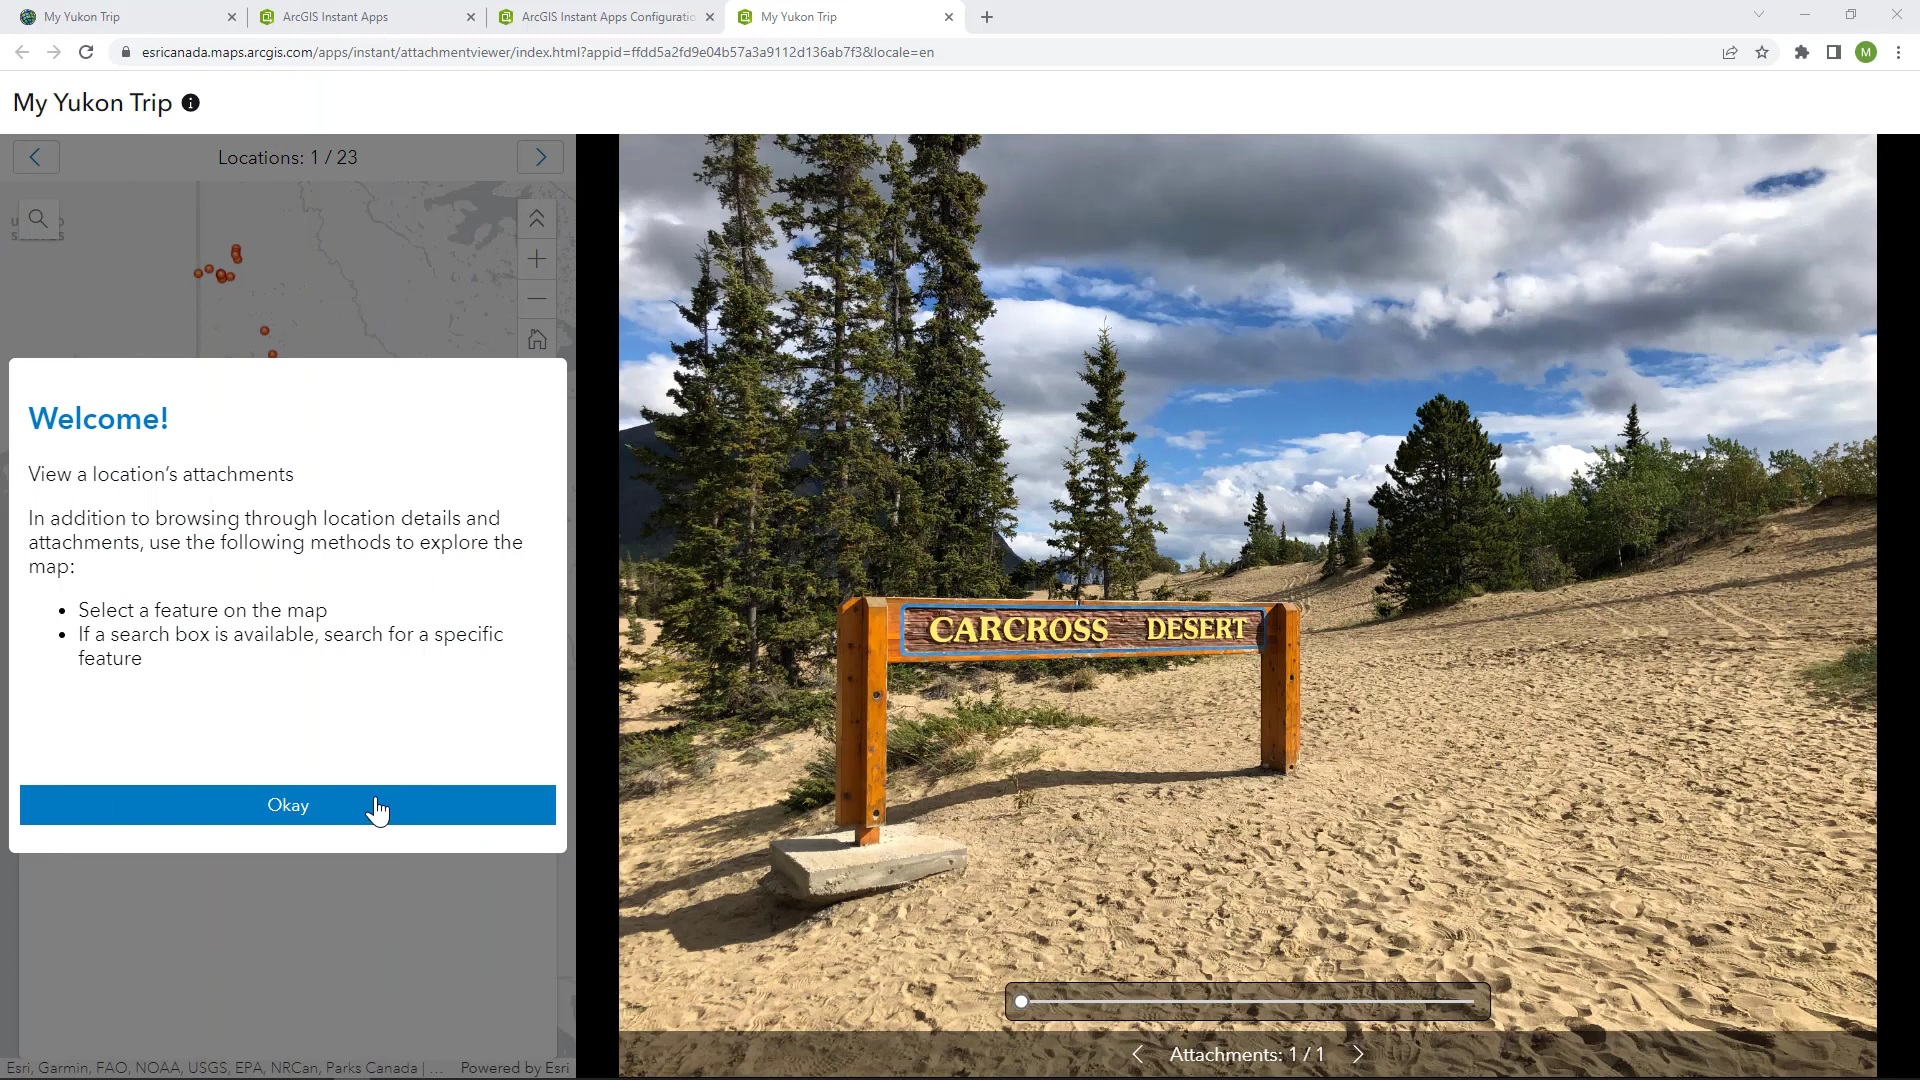 My Yukon Trip
ArcGIS Instant Apps
ArcGIS Instant Apps Configuratio
My Yukon Trip
esricanada.maps.arcgis.com/apps/instant/attachmentviewer/index.html?appid=ffdd5a2fd9e04b57a3a9112d136ab7f3&locale=en
M
My Yukon Trip
Locations: 1 / 23
Welcome!
View a location's attachments
In addition to browsing through location details and
attachments, use the following methods to explore the
map:
• Select a feature on the map
• If a search box is available, search for a specific
feature
Okay
CARCROSS DESERT
Attachments: 1 / 1
Esri, Garmin, FAO, NOAA, USGS, EPA, NRCan, Parks Canada | ... Powered by Esri